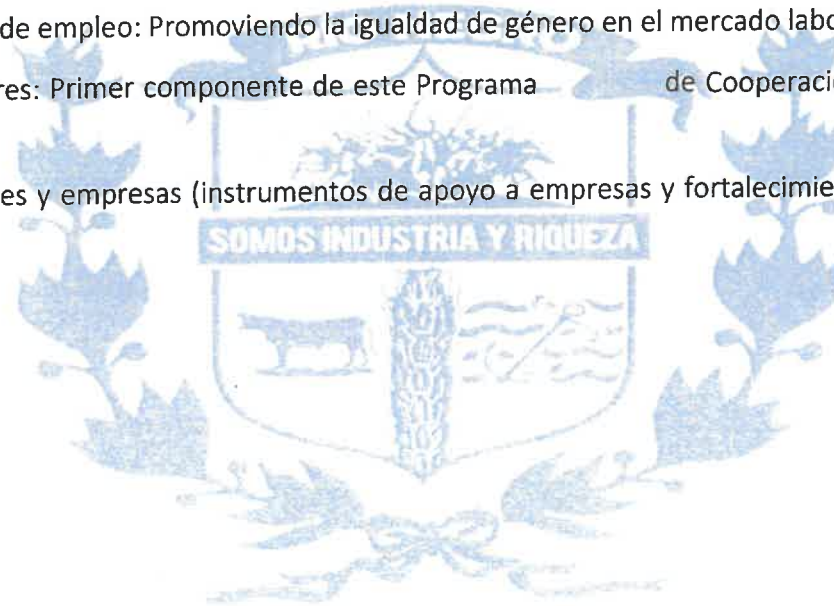 de empleo: Promoviendo la igualdad de género en el mercado labo
res: Primer componente de este Programa de Cooperaci
es y empresas (instrumentos de apoyo a empresas y fortalecimie
SOMOS INDUSTRIA Y RIQUEZA